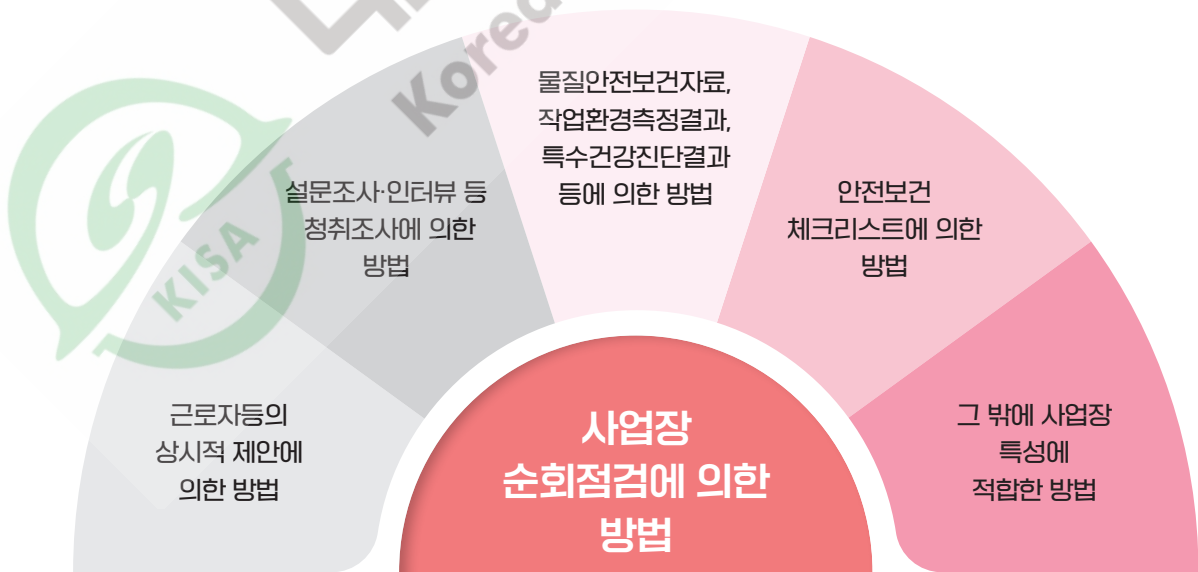 물질안전보건자료,
작업환경측정결과,
특수건강진단결과
등에 의한 방법
설문조사·인터뷰 등
청취조사에 의한
방법
안전보건
체크리스트에 의한
방법
근로자등의
상시적 제안에
의한 방법
그 밖에 사업장
특성에
적합한 방법
사업장
순회점검에 의한
방법
KISA